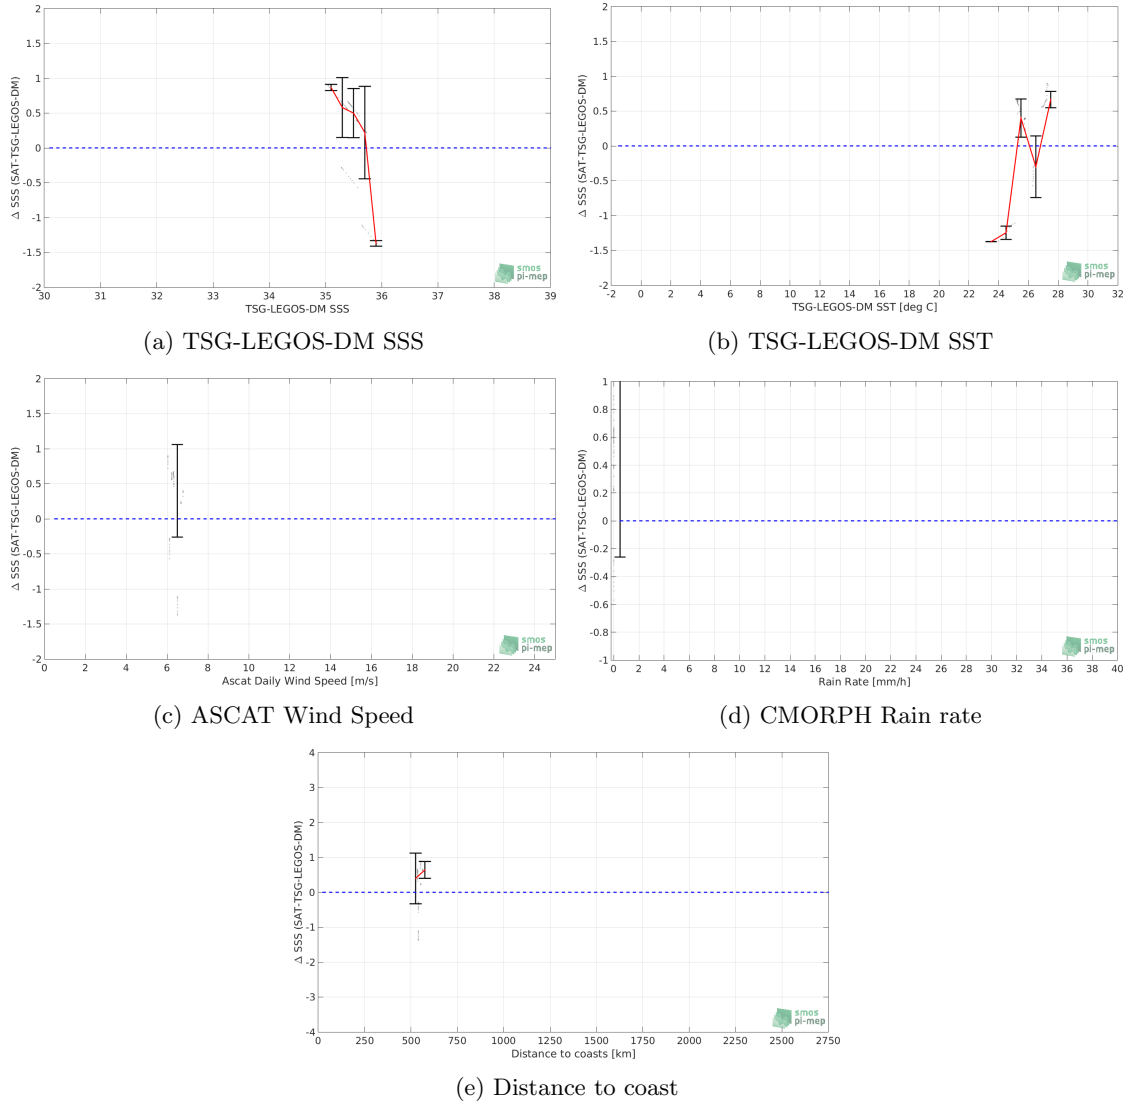 2
1.5
1
0.5
0
-0.5
-1
-1.5
-2
Δ SSS (SAT-TSG-LEGOS-DM)
30 31 32 33 34 35 36 37 38 39
TSG-LEGOS-DM SSS
smos
pi-mep
(a) TSG-LEGOS-DM SSS
2
1.5
1
0.5
0
-0.5
-1
-1.5
-2
Δ SSS (SAT-TSG-LEGOS-DM)
-2 0 2 4 6 8 10 12 14 16 18 20 22 24 26 28 30 32
TSG-LEGOS-DM SST [deg C]
smos
pi-mep
(b) TSG-LEGOS-DM SST
2
1.5
1
0.5
0
-0.5
-1
-1.5
-2
Δ SSS (SAT-TSG-LEGOS-DM)
0 2 4 6 8 10 12 14 16 18 20 22 24
Ascat Daily Wind Speed [m/s]
smos
pi-mep
(c) ASCAT Wind Speed
1
0.8
0.6
0.4
0.2
0
-0.2
-0.4
-0.6
-0.8
-1
Δ SSS (SAT-TSG-LEGOS-DM)
0 2 4 6 8 10 12 14 16 18 20 22 24 26 28 30 32 34 36 38 40
Rain Rate [mm/h]
smos
pi-mep
(d) CMORPH Rain rate
4
3
2
1
0
-1
-2
-3
-4
Δ SSS (SAT-TSG-LEGOS-DM)
0 250 500 750 1000 1250 1500 1750 2000 2250 2500 2750
Distance to coasts [km]
smos
pi-mep
(e) Distance to coast